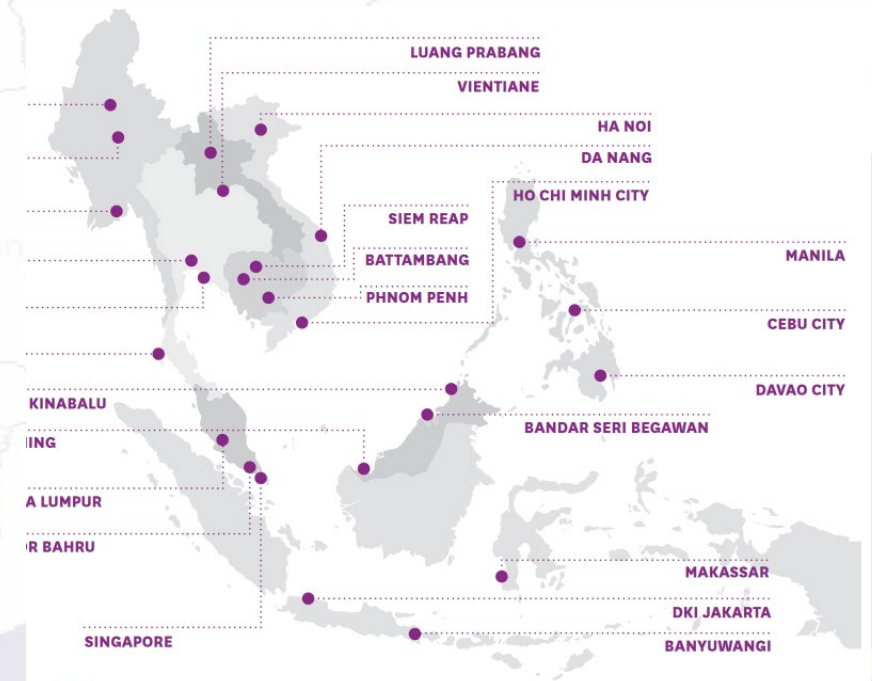 LUANG PRABANG
VIENTIANE
HA NOI
DA NANG
HO CHI MINH CITY
SIEM REAP
BATTAMBANG
PHNOM PENH
MANILA
CEBU CITY
DAVAO CITY
KINABALU
BANDAR SERI BEGAWAN
ING
A LUMPUR
R BAHRU
MAKASSAR
DKI JAKARTA
SINGAPORE
BANYUWANGI